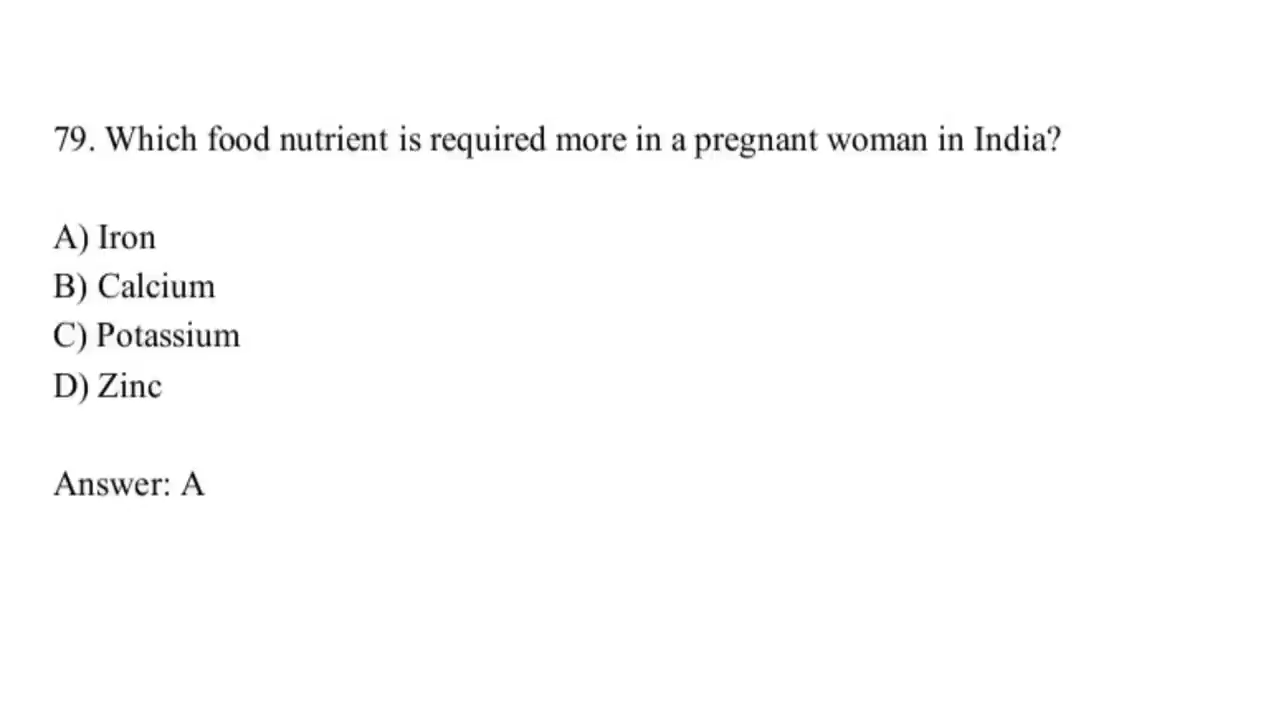 79. Which food nutrient is required more in a pregnant woman in India?
A) Iron
B) Calcium
C) Potassium
D) Zinc
Answer: A